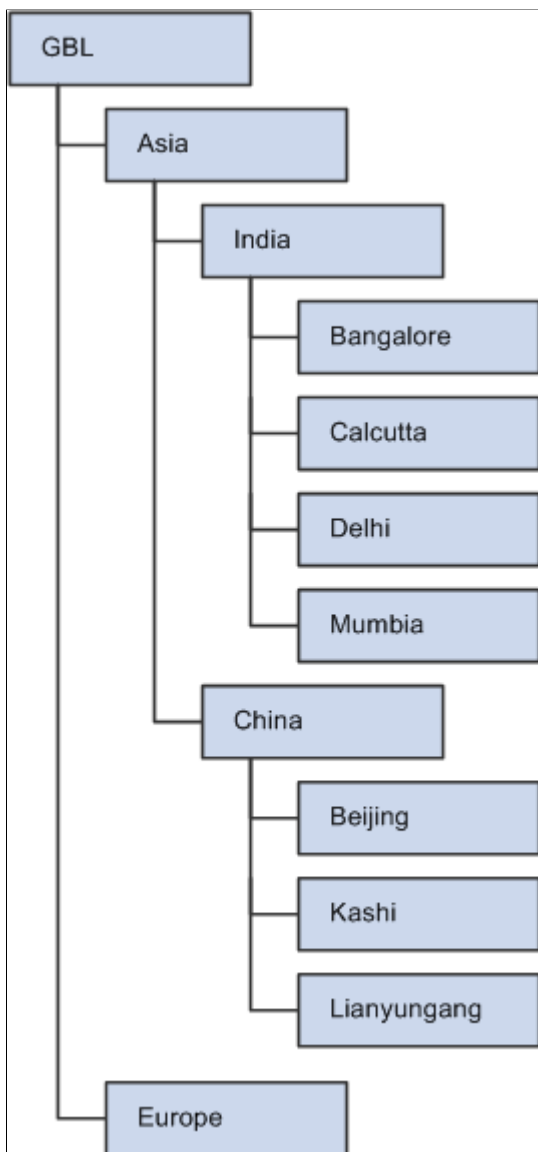 GBL
Asia
India
Bangalore
Calcutta
Delhi
Mumbia
China
Beijing
Kashi
Lianyungang
Europe